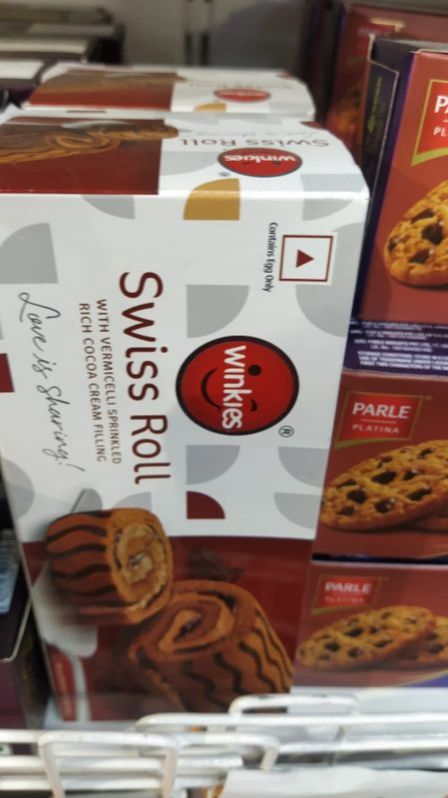 Swiss Roll
winkies
Contains Egg Only
winkies
®
Swiss Roll
WITH VERMICELLI SPRINKLED
RICH COCOA CREAM FILLING
Love is sharing!
PARLE
PLATINA
PARLE
PLATINA